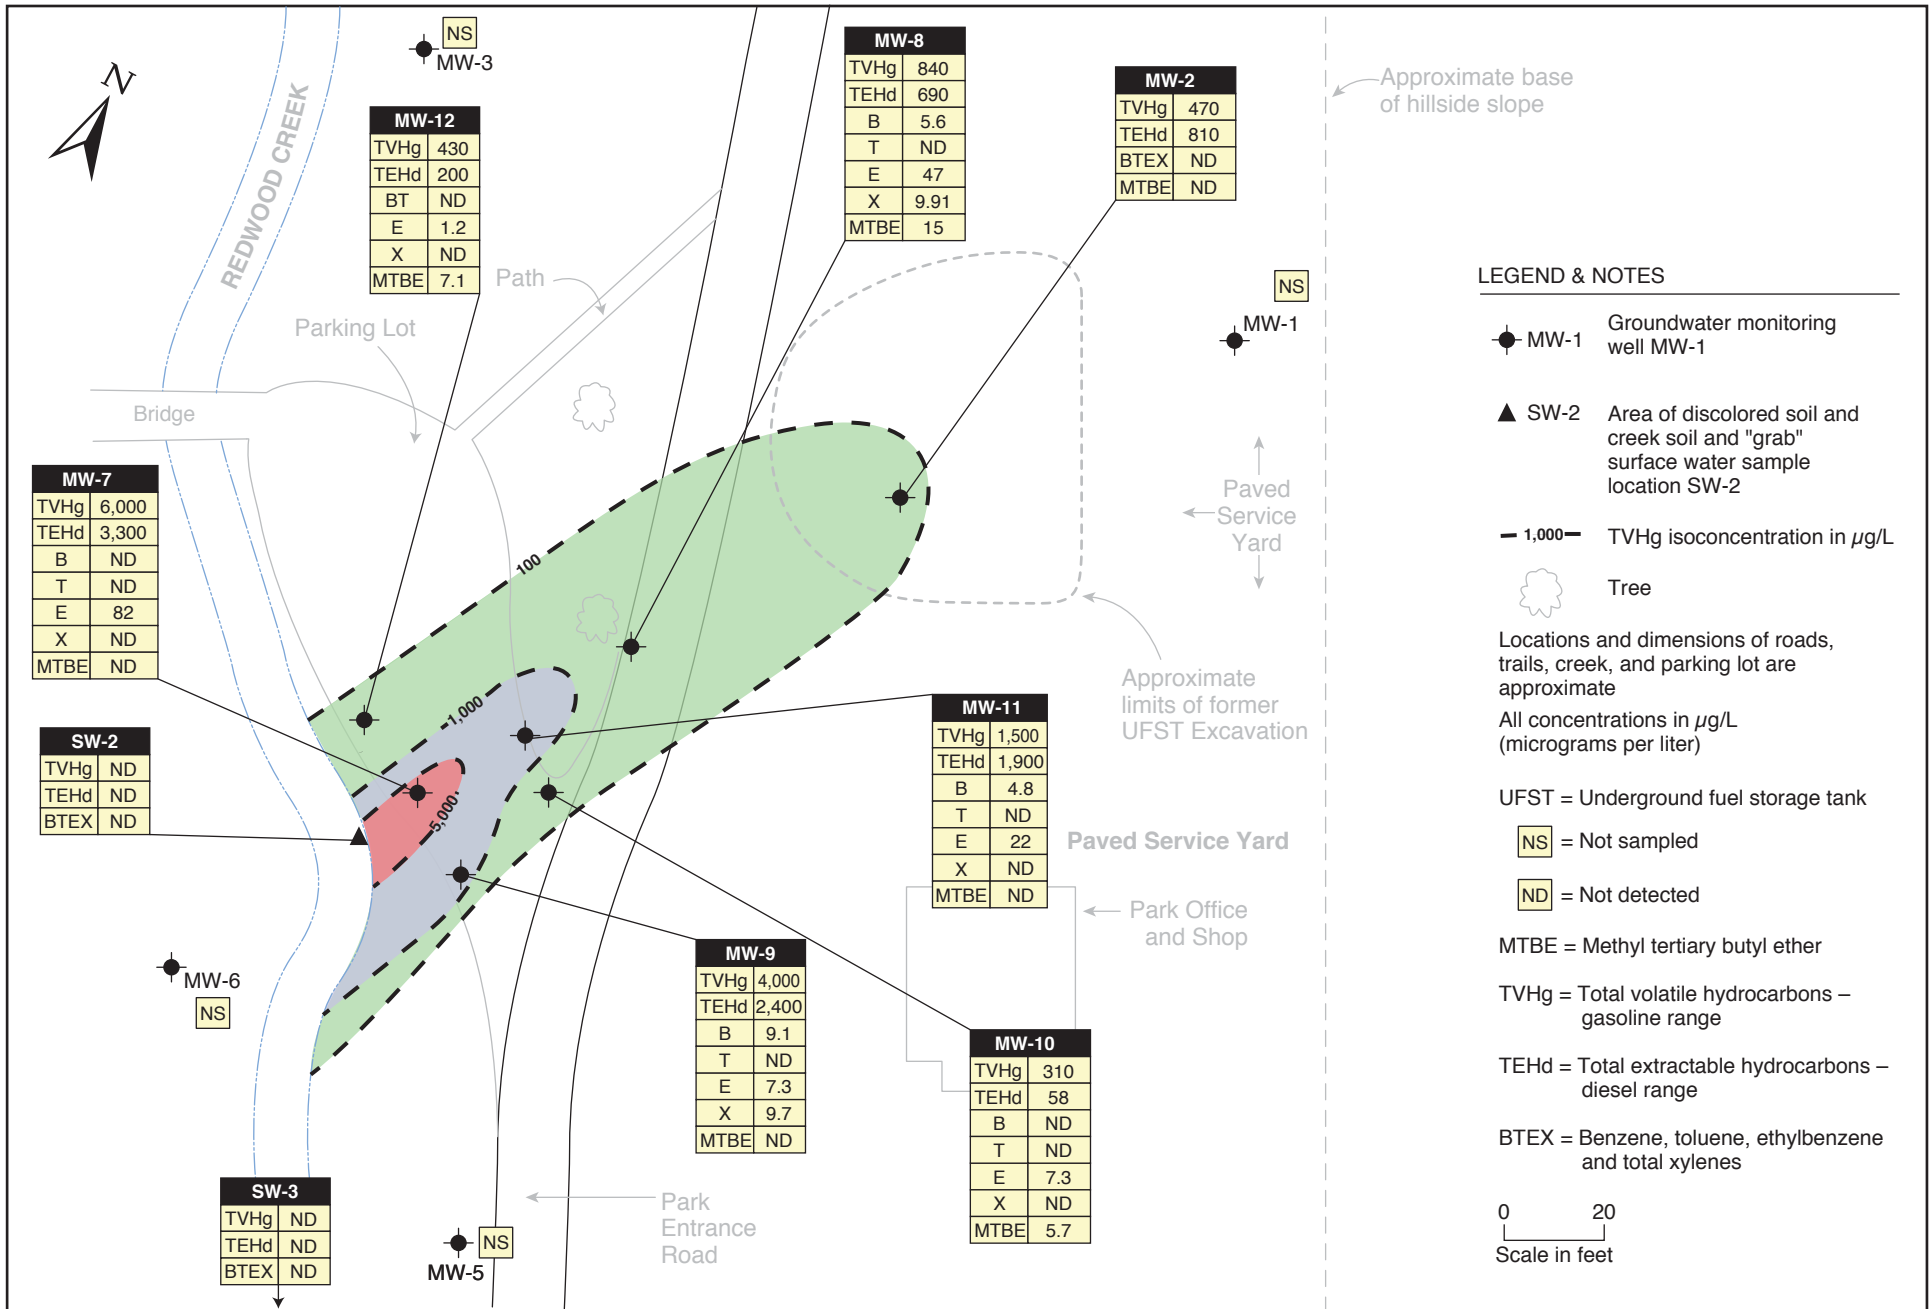 N
REDWOOD CREEK
NS
MW-3
MW-12
TVHg 430
TEHd 200
BT ND
E 1.2
X ND
MTBE 7.1
MW-8
TVHg 840
TEHd 690
B 5.6
T ND
E 47
X 9.91
MTBE 15
MW-2
TVHg 470
TEHd 810
BTEX ND
MTBE ND
Approximate base
of hillside slope
NS
MW-1
Path
Parking Lot
Bridge
MW-7
TVHg 6,000
TEHd 3,300
B ND
T ND
E 82
X ND
MTBE ND
SW-2
TVHg ND
TEHd ND
BTEX ND
100
1,000
5,000
Paved
Service
Yard
Approximate
limits of former
UFST Excavation
MW-11
TVHg 1,500
TEHd 1,900
B 4.8
T ND
E 22
X ND
MTBE ND
Paved Service Yard
Park Office
and Shop
MW-9
TVHg 4,000
TEHd 2,400
B 9.1
T ND
E 7.3
X 9.7
MTBE ND
MW-10
TVHg 310
TEHd 58
B ND
T ND
E 7.3
X ND
MTBE 5.7
MW-6
NS
SW-3
TVHg ND
TEHd ND
BTEX ND
NS
MW-5
Park
Entrance
Road
LEGEND & NOTES
MW-1 Groundwater monitoring
well MW-1
SW-2 Area of discolored soil and
creek soil and "grab"
surface water sample
location SW-2
1,000 TVHg isoconcentration in µg/L
Tree
Locations and dimensions of roads,
trails, creek, and parking lot are
approximate
All concentrations in µg/L
(micrograms per liter)
UFST = Underground fuel storage tank
NS = Not sampled
ND = Not detected
MTBE = Methyl tertiary butyl ether
TVHg = Total volatile hydrocarbons –
gasoline range
TEHd = Total extractable hydrocarbons –
diesel range
BTEX = Benzene, toluene, ethylbenzene
and total xylenes
0 20
Scale in feet